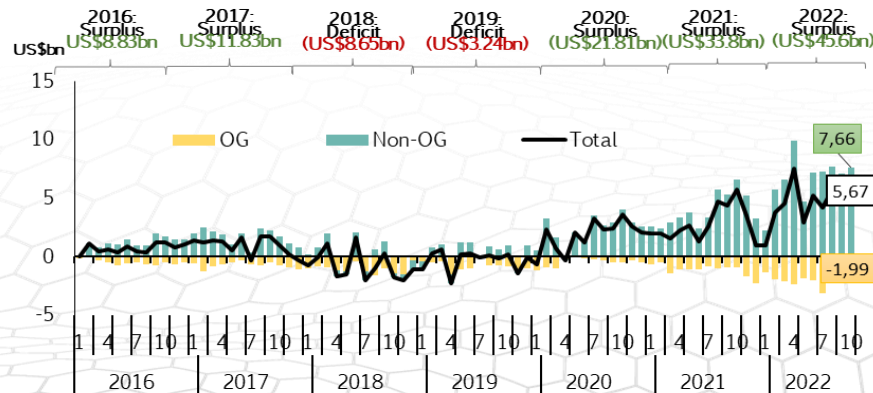 2016: Surplus US$8.83bn
2017: Surplus US$11.83bn
2018: Deficit (US$8.65bn)
2019: Deficit (US$3.24bn)
2020: Surplus (US$21.81bn)
2021: Surplus (US$33.8bn)
2022: Surplus (US$45.6bn)
US$bn
15
10
5
0
-5
OG
Non-OG
Total
7,66
5,67
-1,99
1 4 7 10 1 4 7 10 1 4 7 10 1 4 7 10 1 4 7 10 1 4 7 10 1 4 7 10
2016 2017 2018 2019 2020 2021 2022